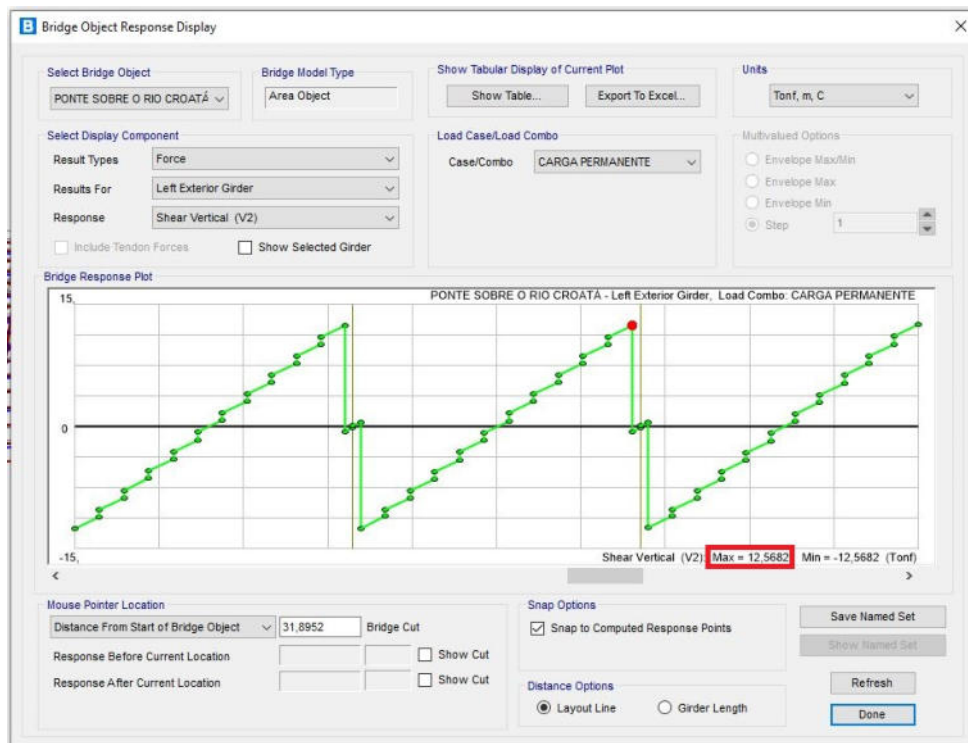 B Bridge Object Response Display
Select Bridge Object
PONTE SOBRE O RIO CROATÁ
Bridge Model Type
Area Object
Show Tabular Display of Current Plot
Show Table...
Export To Excel...
Units
Tonf, m, C
Select Display Component
Result Types
Force
Results For
Left Exterior Girder
Response
Shear Vertical (V2)
Include Tendon Forces
Show Selected Girder
Load Case/Load Combo
Case/Combo
CARGA PERMANENTE
Multivalued Options
Envelope Max/Min
Envelope Max
Envelope Min
Step
1
Bridge Response Plot
15,
PONTE SOBRE O RIO CROATÁ - Left Exterior Girder, Load Combo: CARGA PERMANENTE
0
-15,
Shear Vertical (V2): Max = 12,5682 Min = -12,5682 (Tonf)
Mouse Pointer Location
Distance From Start of Bridge Object
31,8952
Bridge Cut
Response Before Current Location
Show Cut
Response After Current Location
Show Cut
Snap Options
Snap to Computed Response Points
Distance Options
Layout Line
Girder Length
Save Named Set
Show Named Set
Refresh
Done